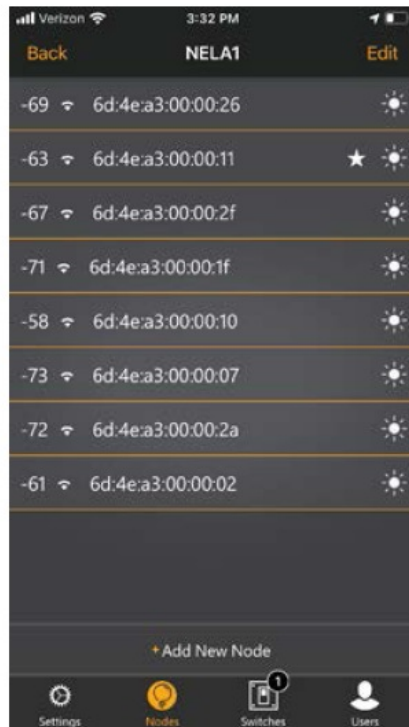 Verizon 3:32 PM
Back NELA1 Edit
-69 6d:4e:a3:00:00:26
-63 6d:4e:a3:00:00:11
-67 6d:4e:a3:00:00:2f
-71 6d:4e:a3:00:00:1f
-58 6d:4e:a3:00:00:10
-73 6d:4e:a3:00:00:07
-72 6d:4e:a3:00:00:2a
-61 6d:4e:a3:00:00:02
+Add New Node
1
Settings Nodes Switches Users